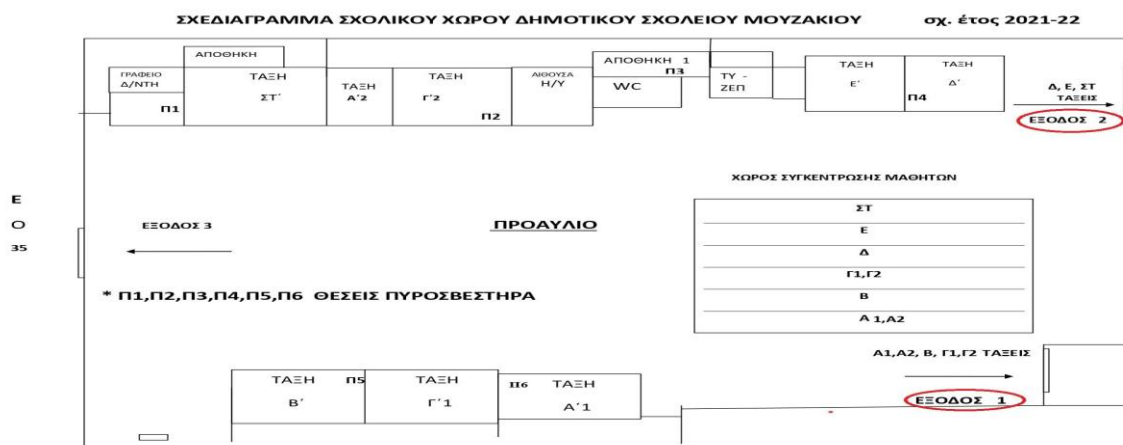 ΣΧΕΔΙΑΓΡΑΜΜΑ ΣΧΟΛΙΚΟΥ ΧΩΡΟΥ ΔΗΜΟΤΙΚΟΥ ΣΧΟΛΕΙΟΥ ΜΟΥΖΑΚΙΟΥ σχ. έτος 2021-22
ΑΠΟΘΗΚΗ
ΓΡΑΦΕΙΟ
Δ/ΝΤΗ
Π1
ΤΑΞΗ
ΣΤ΄
ΤΑΞΗ
Α΄2
ΤΑΞΗ
Γ΄2
Π2
ΑΙΘΟΥΣΑ
Η/Υ
ΑΠΟΘΗΚΗ 1
Π3
WC
ΤΥ -
ΖΕΠ
ΤΑΞΗ
Ε΄
ΤΑΞΗ
Δ΄
Π4
Δ, Ε, ΣΤ
ΤΑΞΕΙΣ
ΕΞΟΔΟΣ 2
ΧΩΡΟΣ ΣΥΓΚΕΝΤΡΩΣΗΣ ΜΑΘΗΤΩΝ
ΣΤ
Ε
Δ
Γ1,Γ2
Β
Α 1,Α2
Ε
Ο
35
ΕΞΟΔΟΣ 3
ΠΡΟΑΥΛΙΟ
* Π1,Π2,Π3,Π4,Π5,Π6 ΘΕΣΕΙΣ ΠΥΡΟΣΒΕΣΤΗΡΑ
Α1,Α2, Β, Γ1,Γ2 ΤΑΞΕΙΣ
ΕΞΟΔΟΣ 1
ΤΑΞΗ Π5
Β΄
ΤΑΞΗ
Γ΄1
Π6 ΤΑΞΗ
Α΄1